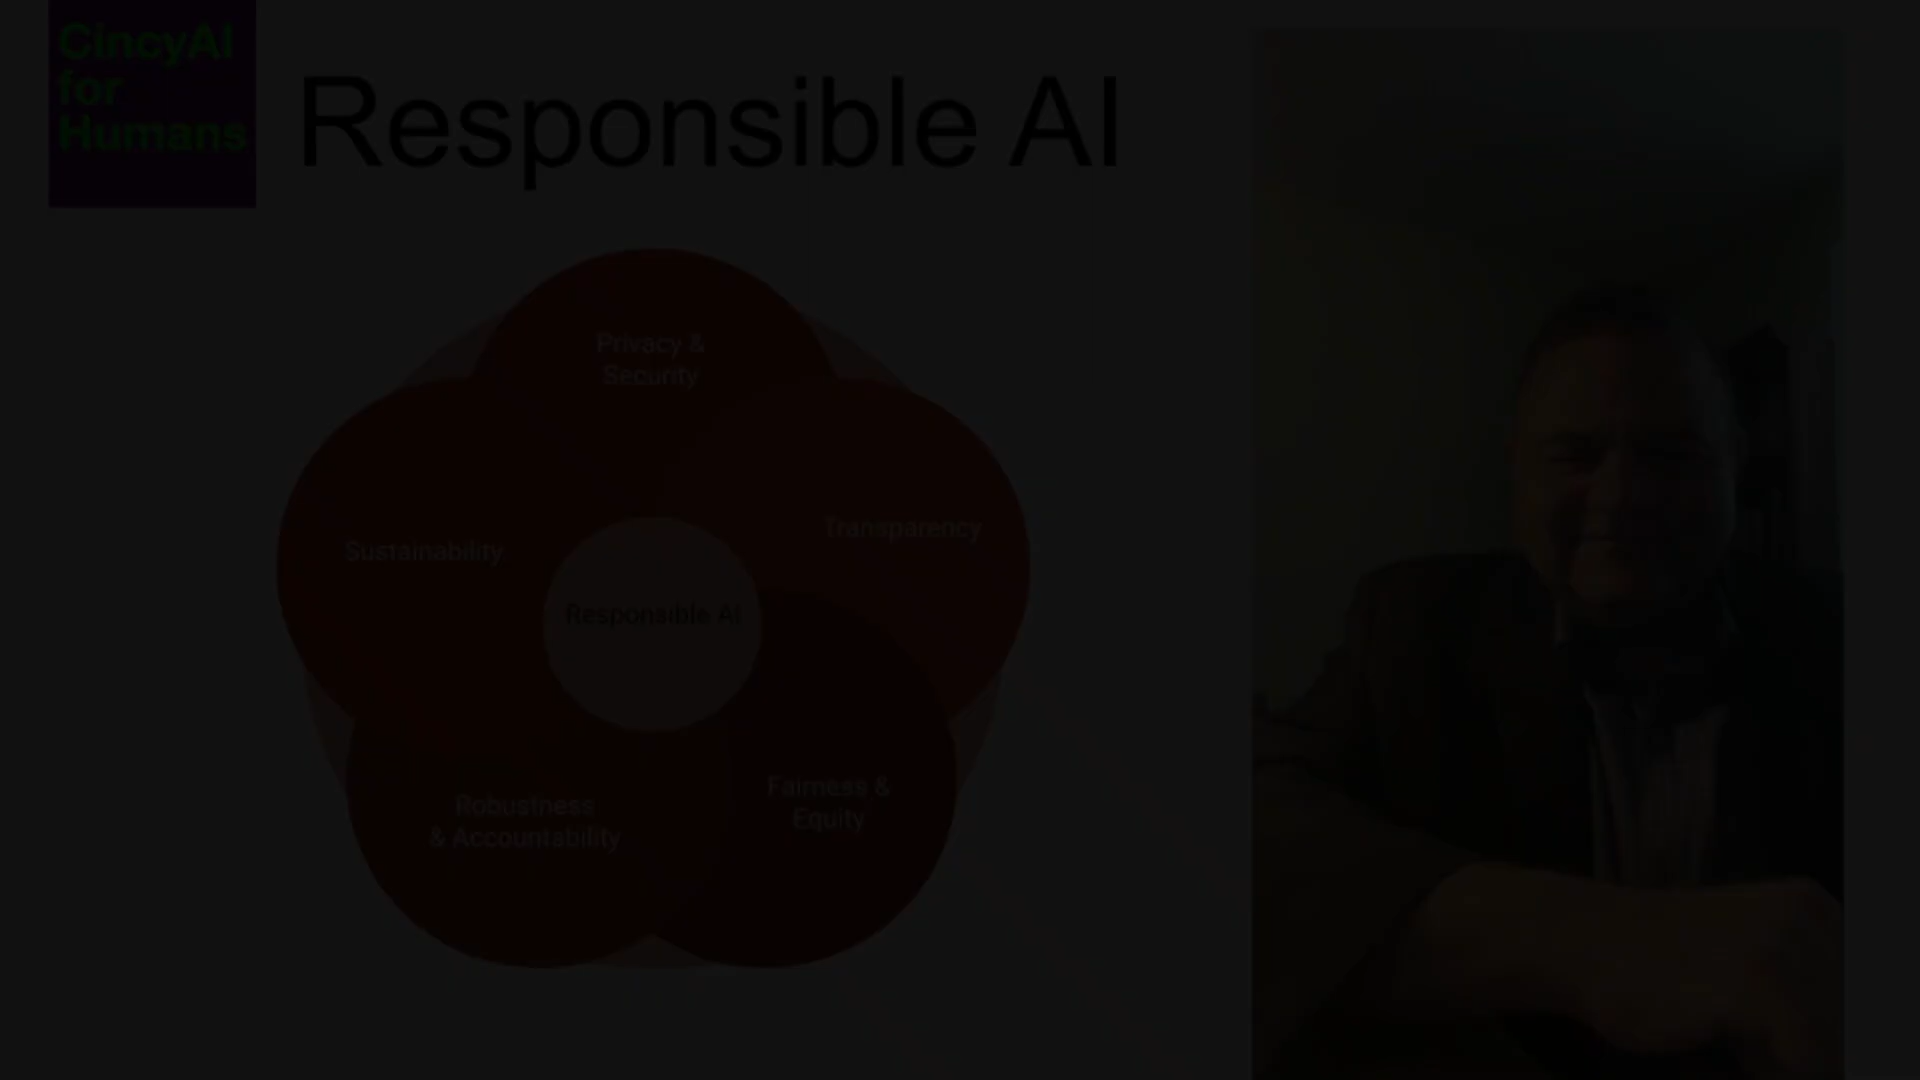 CincyAI
for
Humans
Responsible AI
Privacy &
Security
Transparency
Sustainability
Responsible AI
Fairness &
Equity
Robustness
& Accountability